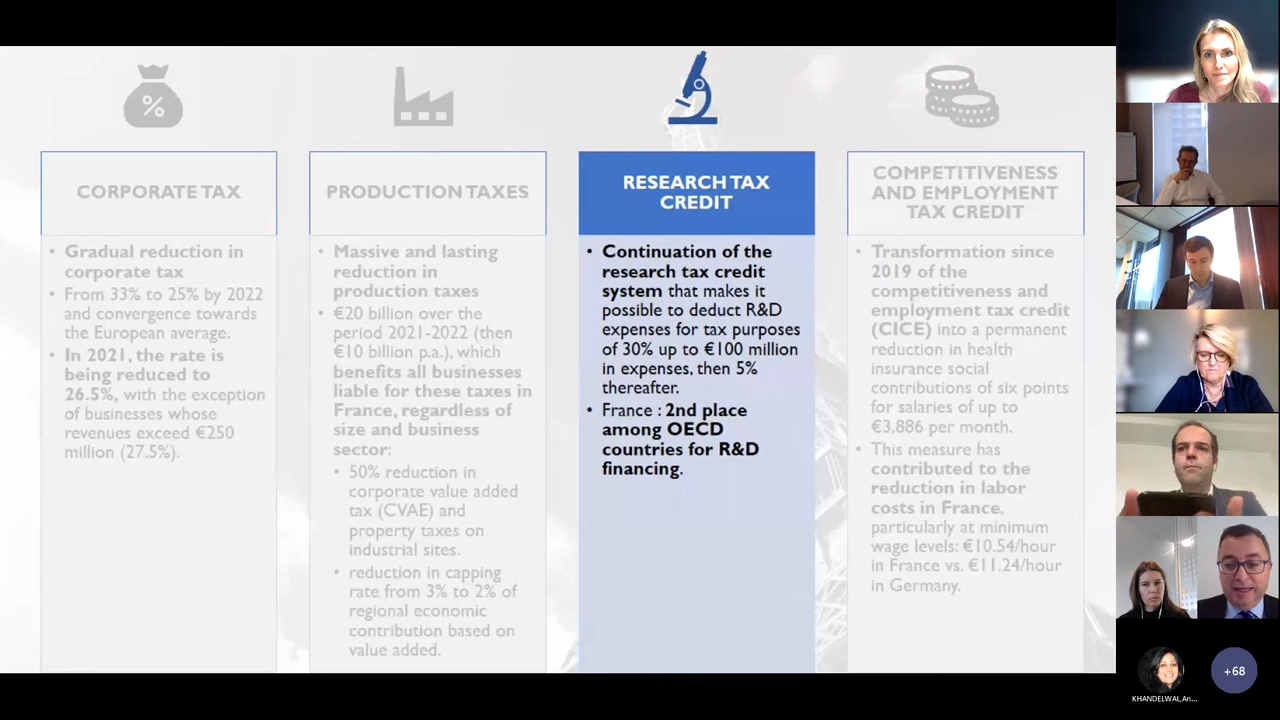 %
CORPORATE TAX
• Gradual reduction in
corporate tax
• From 33% to 25% by 2022
and convergence towards
the European average.
• In 2021, the rate is
being reduced to
26.5%, with the exception
of businesses whose
revenues exceed €250
million (27.5%).
PRODUCTION TAXES
• Massive and lasting
reduction in
production taxes
• €20 billion over the
period 2021-2022 (then
€10 billion p.a.), which
benefits all businesses
liable for these taxes in
France, regardless of
size and business
sector:
• 50% reduction in
corporate value added
tax (CVAE) and
property taxes on
industrial sites.
• reduction in capping
rate from 3% to 2% of
regional economic
contribution based on
value added.
RESEARCH TAX
CREDIT
• Continuation of the
research tax credit
system that makes it
possible to deduct R&D
expenses for tax purposes
of 30% up to €100 million
in expenses, then 5%
thereafter.
• France : 2nd place
among OECD
countries for R&D
financing.
COMPETITIVENESS
AND EMPLOYMENT
TAX CREDIT
• Transformation since
2019 of the
competitiveness and
employment tax credit
(CICE) into a permanent
reduction in health
insurance social
contributions of six points
for salaries of up to
€3,886 per month.
• This measure has
contributed to the
reduction in labor
costs in France,
particularly at minimum
wage levels: €10.54/hour
in France vs. €11.24/hour
in Germany.
KHANDELWAL,An...
+68